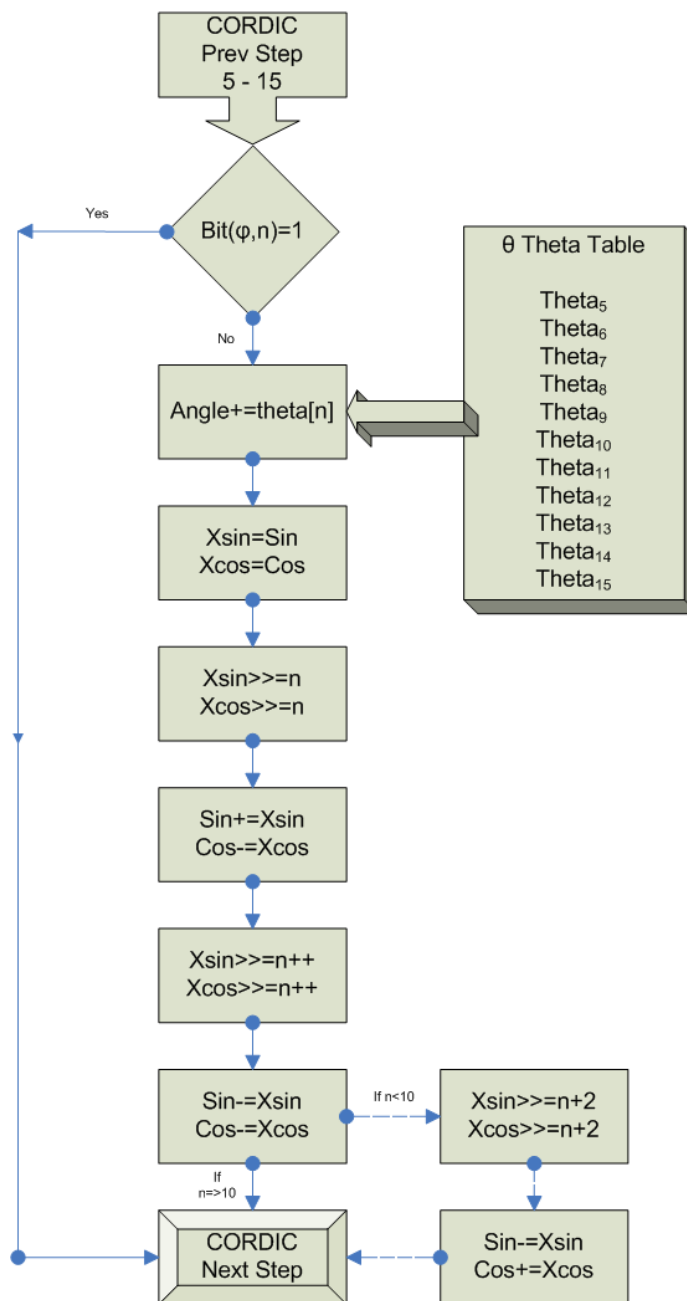 CORDIC
Prev Step
5 - 15
Yes
Bit(φ,n)=1
No
θ Theta Table
Theta₅
Theta₆
Theta₇
Theta₈
Theta₉
Theta₁₀
Theta₁₁
Theta₁₂
Theta₁₃
Theta₁₄
Theta₁₅
Angle+=theta[n]
Xsin=Sin
Xcos=Cos
Xsin>>=n
Xcos>>=n
Sin+=Xsin
Cos-=Xcos
Xsin>>=n++
Xcos>>=n++
Sin-=Xsin
Cos-=Xcos
If n<10
Xsin>>=n+2
Xcos>>=n+2
If
n=>10
Sin-=Xsin
Cos+=Xcos
CORDIC
Next Step